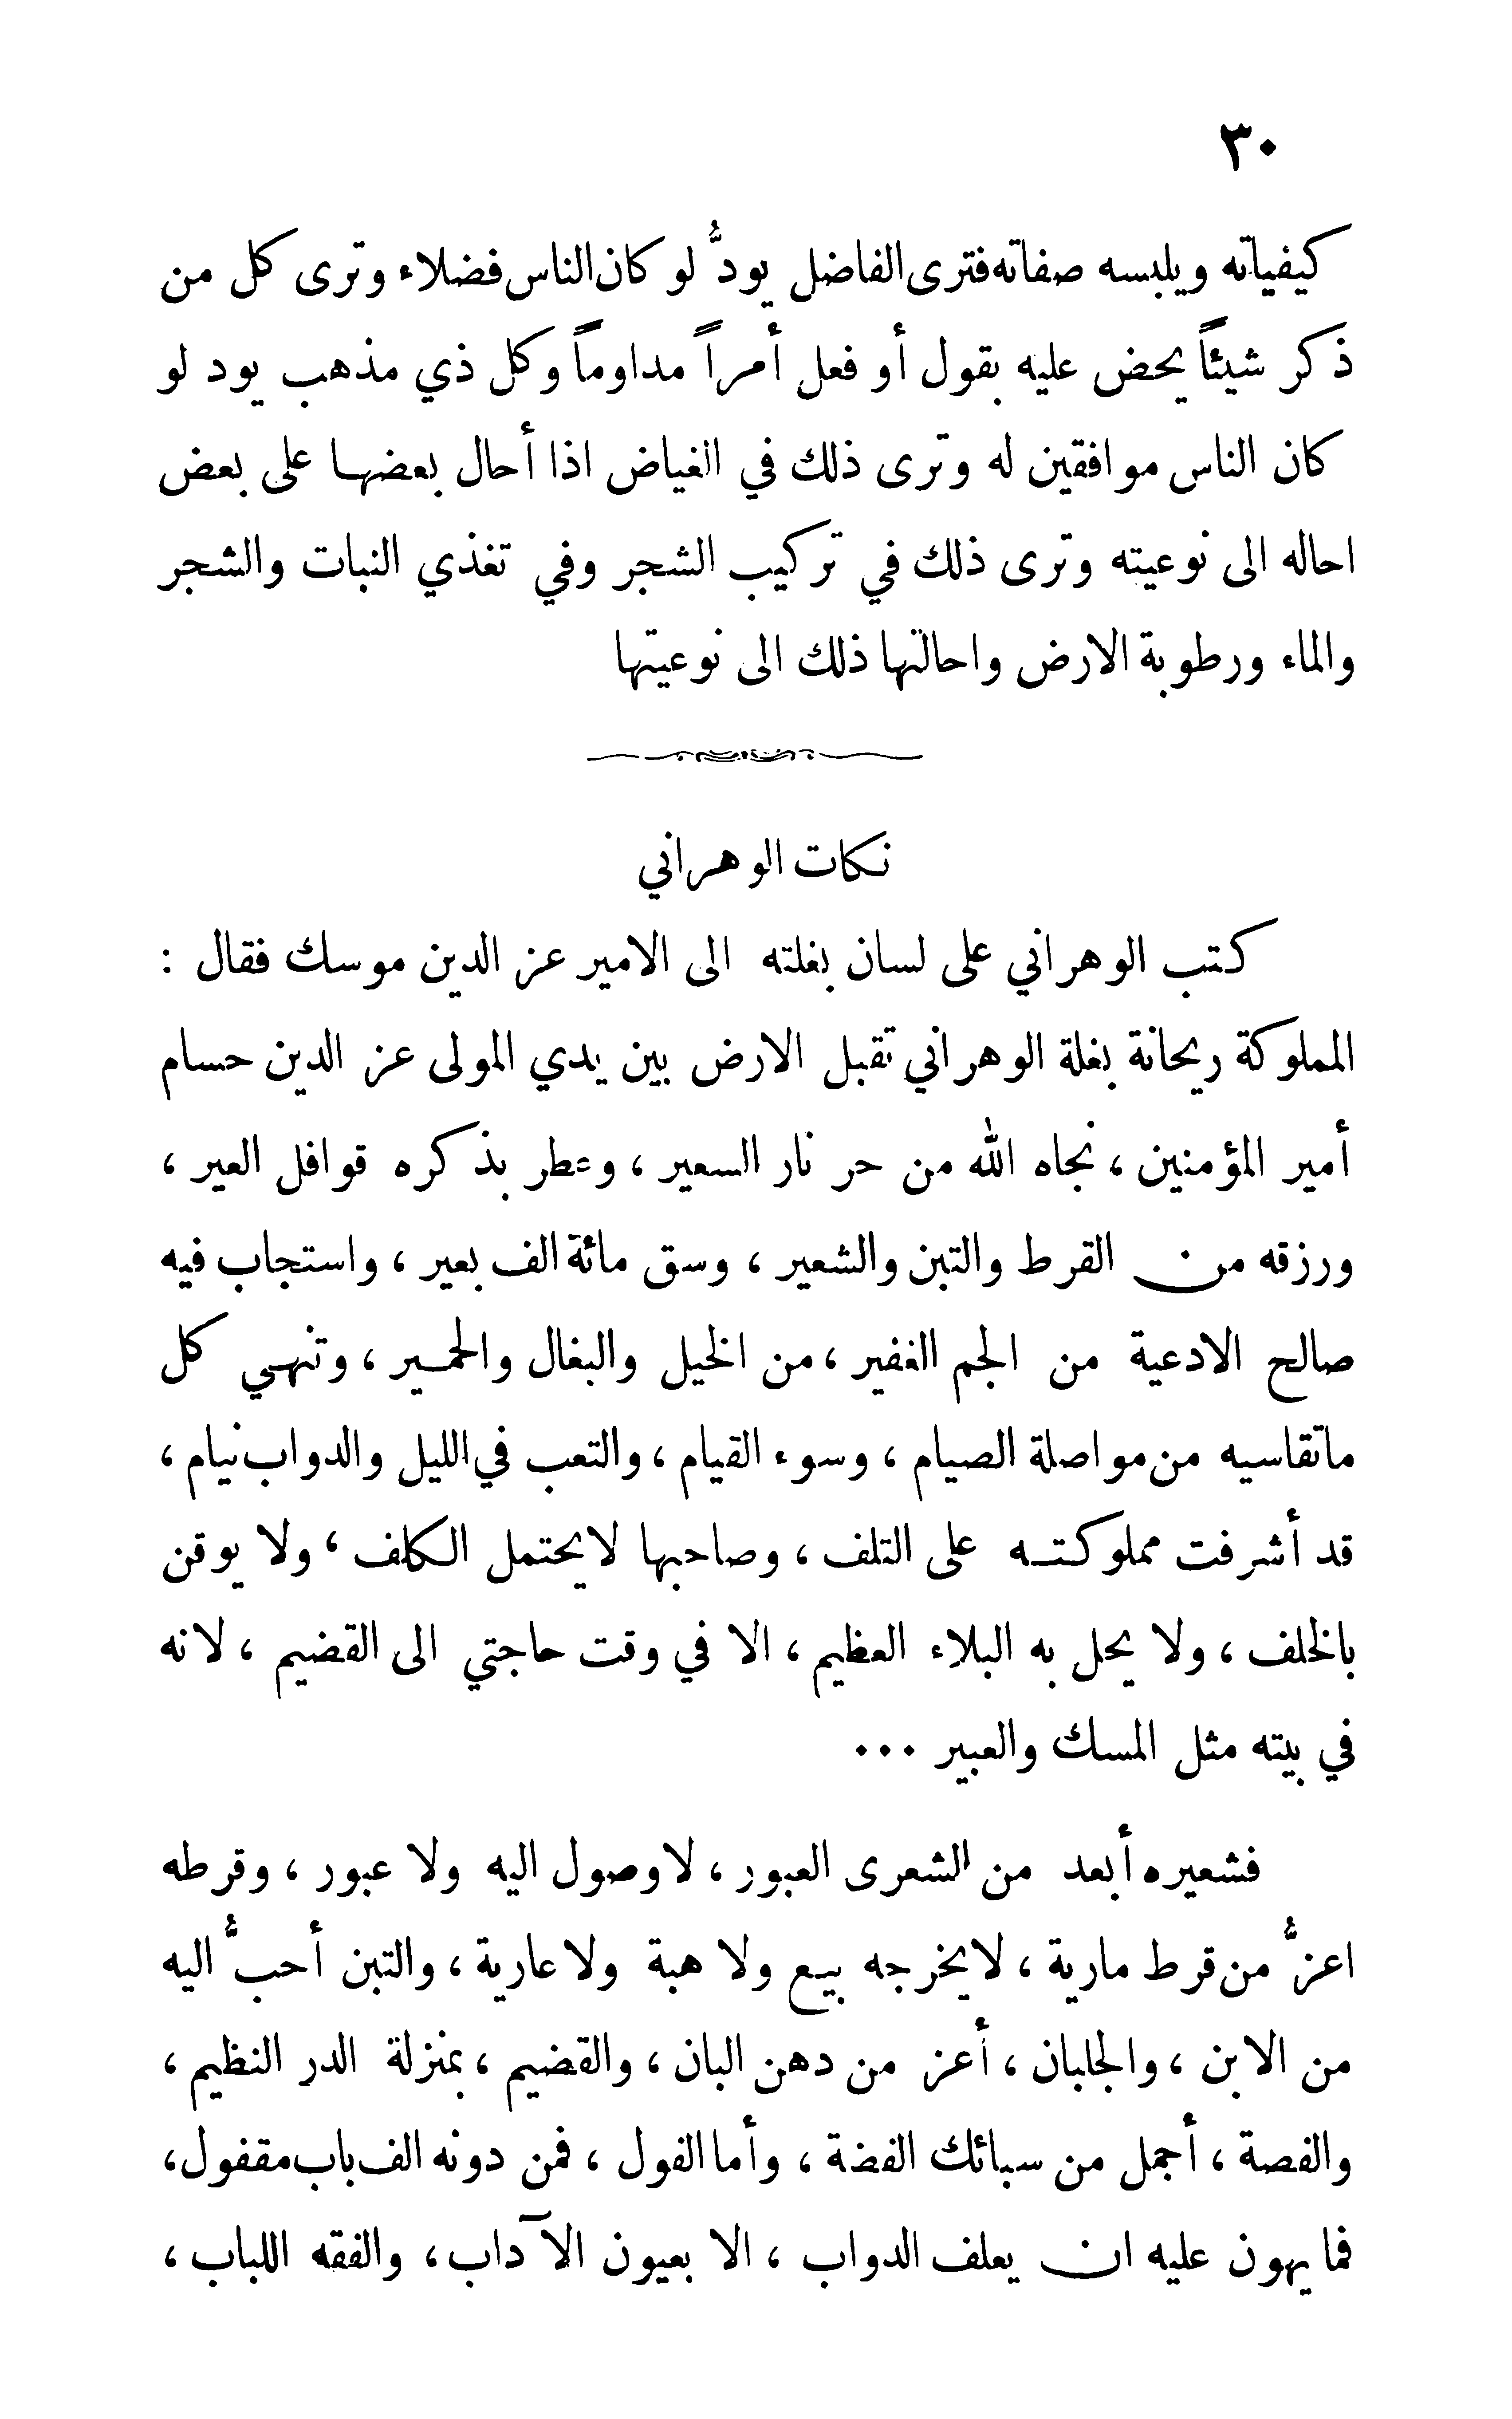 ٣٠
كيفياته ويلبسه صفاته فترى الفاضل يودُّ لو كان الناس فضلاء وترى كل من
ذكر شيئاً يحض عليه بقول أو فعل أمراً مداوماً وكل ذي مذهب يود لو
كان الناس موافقين له وترى ذلك في الغياض اذا أحال بعضها على بعض
احاله الى نوعيته وترى ذلك في تركيب الشجر وفي تغذي النبات والشجر
والماء ورطوبة الارض واحالتها ذلك الى نوعيتها
نكات الوهراني
كتب الوهراني على لسان بغلته الى الامير عز الدين موسك فقال :
المملوكة ريحانة بغلة الوهراني تقبل الارض بين يدي المولى عز الدين حسام
أمير المؤمنين ، نجاه الله من حر نار السعير ، وعطر بذكره قوافل العير ،
ورزقه من القرط والتبن والشعير ، وسق مائة الف بعير ، واستجاب فيه
صالح الادعية من الجم الغفير ، من الخيل والبغال والحمير ، وتنهي كل
ماتقاسيه من مواصلة الصيام ، وسوء القيام ، والتعب في الليل والدواب نيام ،
قد أشرفت مملوكته على التلف ، وصاحبها لايحتمل الكلف ، ولا يوقن
بالخلف ، ولا يحل به البلاء العظيم ، الا في وقت حاجتي الى القضيم ، لانه
في بيته مثل المسك والعبير ...
فشعيره أبعد من الشعرى العبور ، لا وصول اليه ولا عبور ، وقرطه
اعزُّ من قرط مارية ، لايخرجه بيع ولا هبة ولا عارية ، والتبن أحبُّ اليه
من الابن ، والجلبان ، أعز من دهن البان ، والقضيم ، بمنزلة الدر النظيم ،
والفصة ، أجمل من سبائك الفضة ، وأما الفول ، فمن دونه الف باب مقفول،
فما يهون عليه ان يعلف الدواب ، الا بعيون الآداب ، والفقه اللباب ،